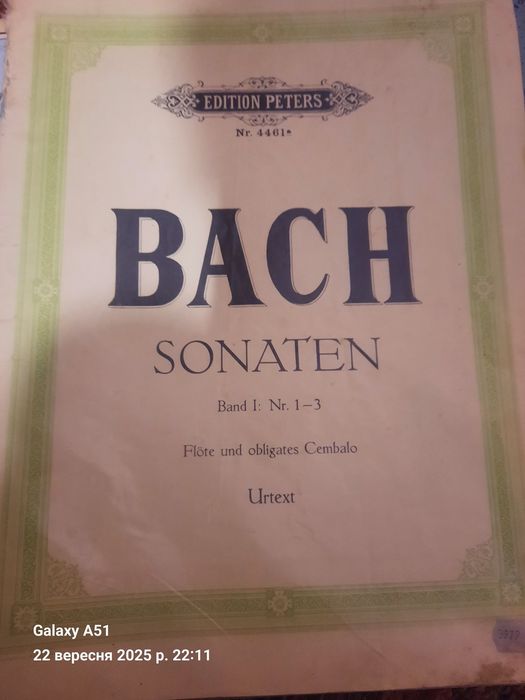 EDITION PETERS
Nr. 4461a
BACH
SONATEN
Band I: Nr. 1–3
Flöte und obligates Cembalo
Urtext
Galaxy A51
22 вересня 2025 р. 22:11